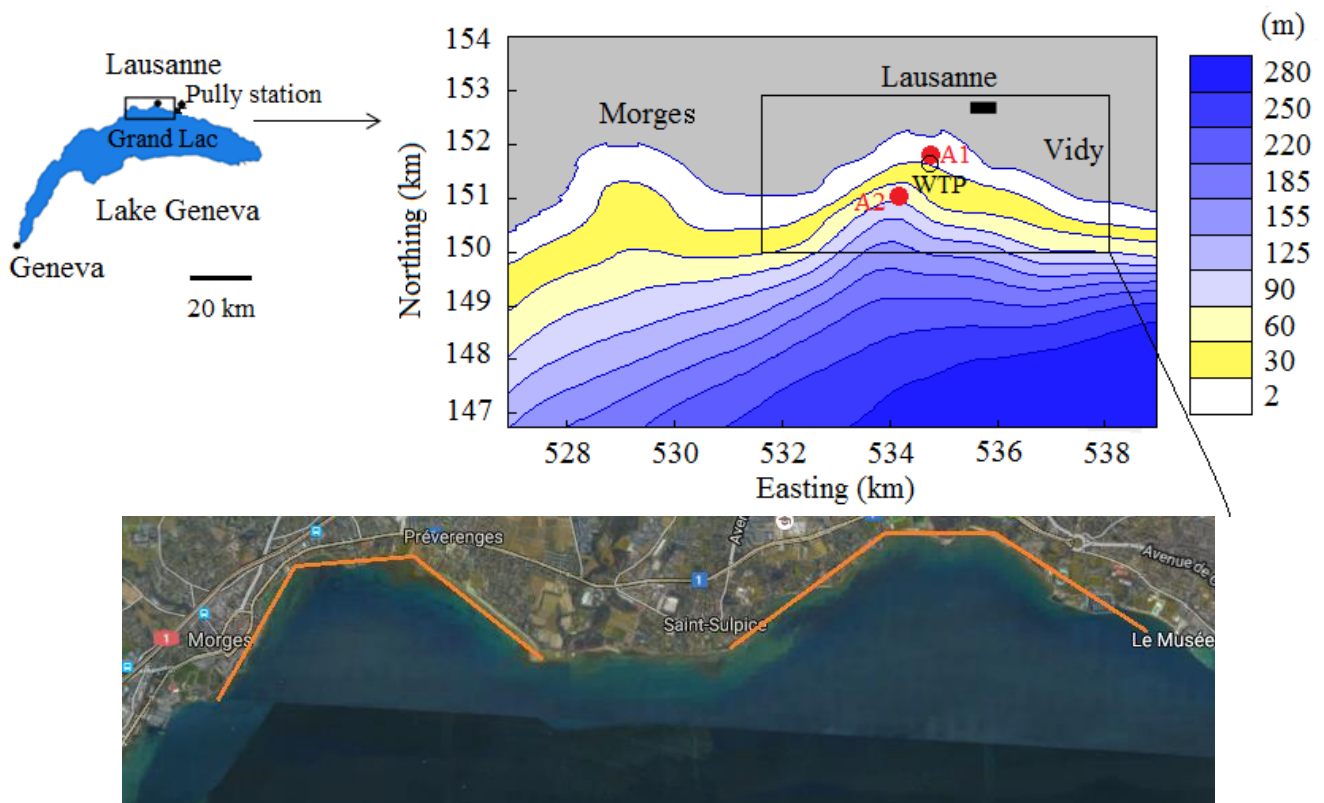 Lausanne
Pully station
Grand Lac
Lake Geneva
Geneva
20 km
(m)
154
153
152
151
150
149
148
147
Northing (km)
Morges
Lausanne
Vidy
A1
WTP
A2
528
530
532
534
536
538
Easting (km)
280
250
220
185
155
125
90
60
30
2
Préverenges
1
Morges
Saint-Sulpice
1
Avenue de
Le Musée